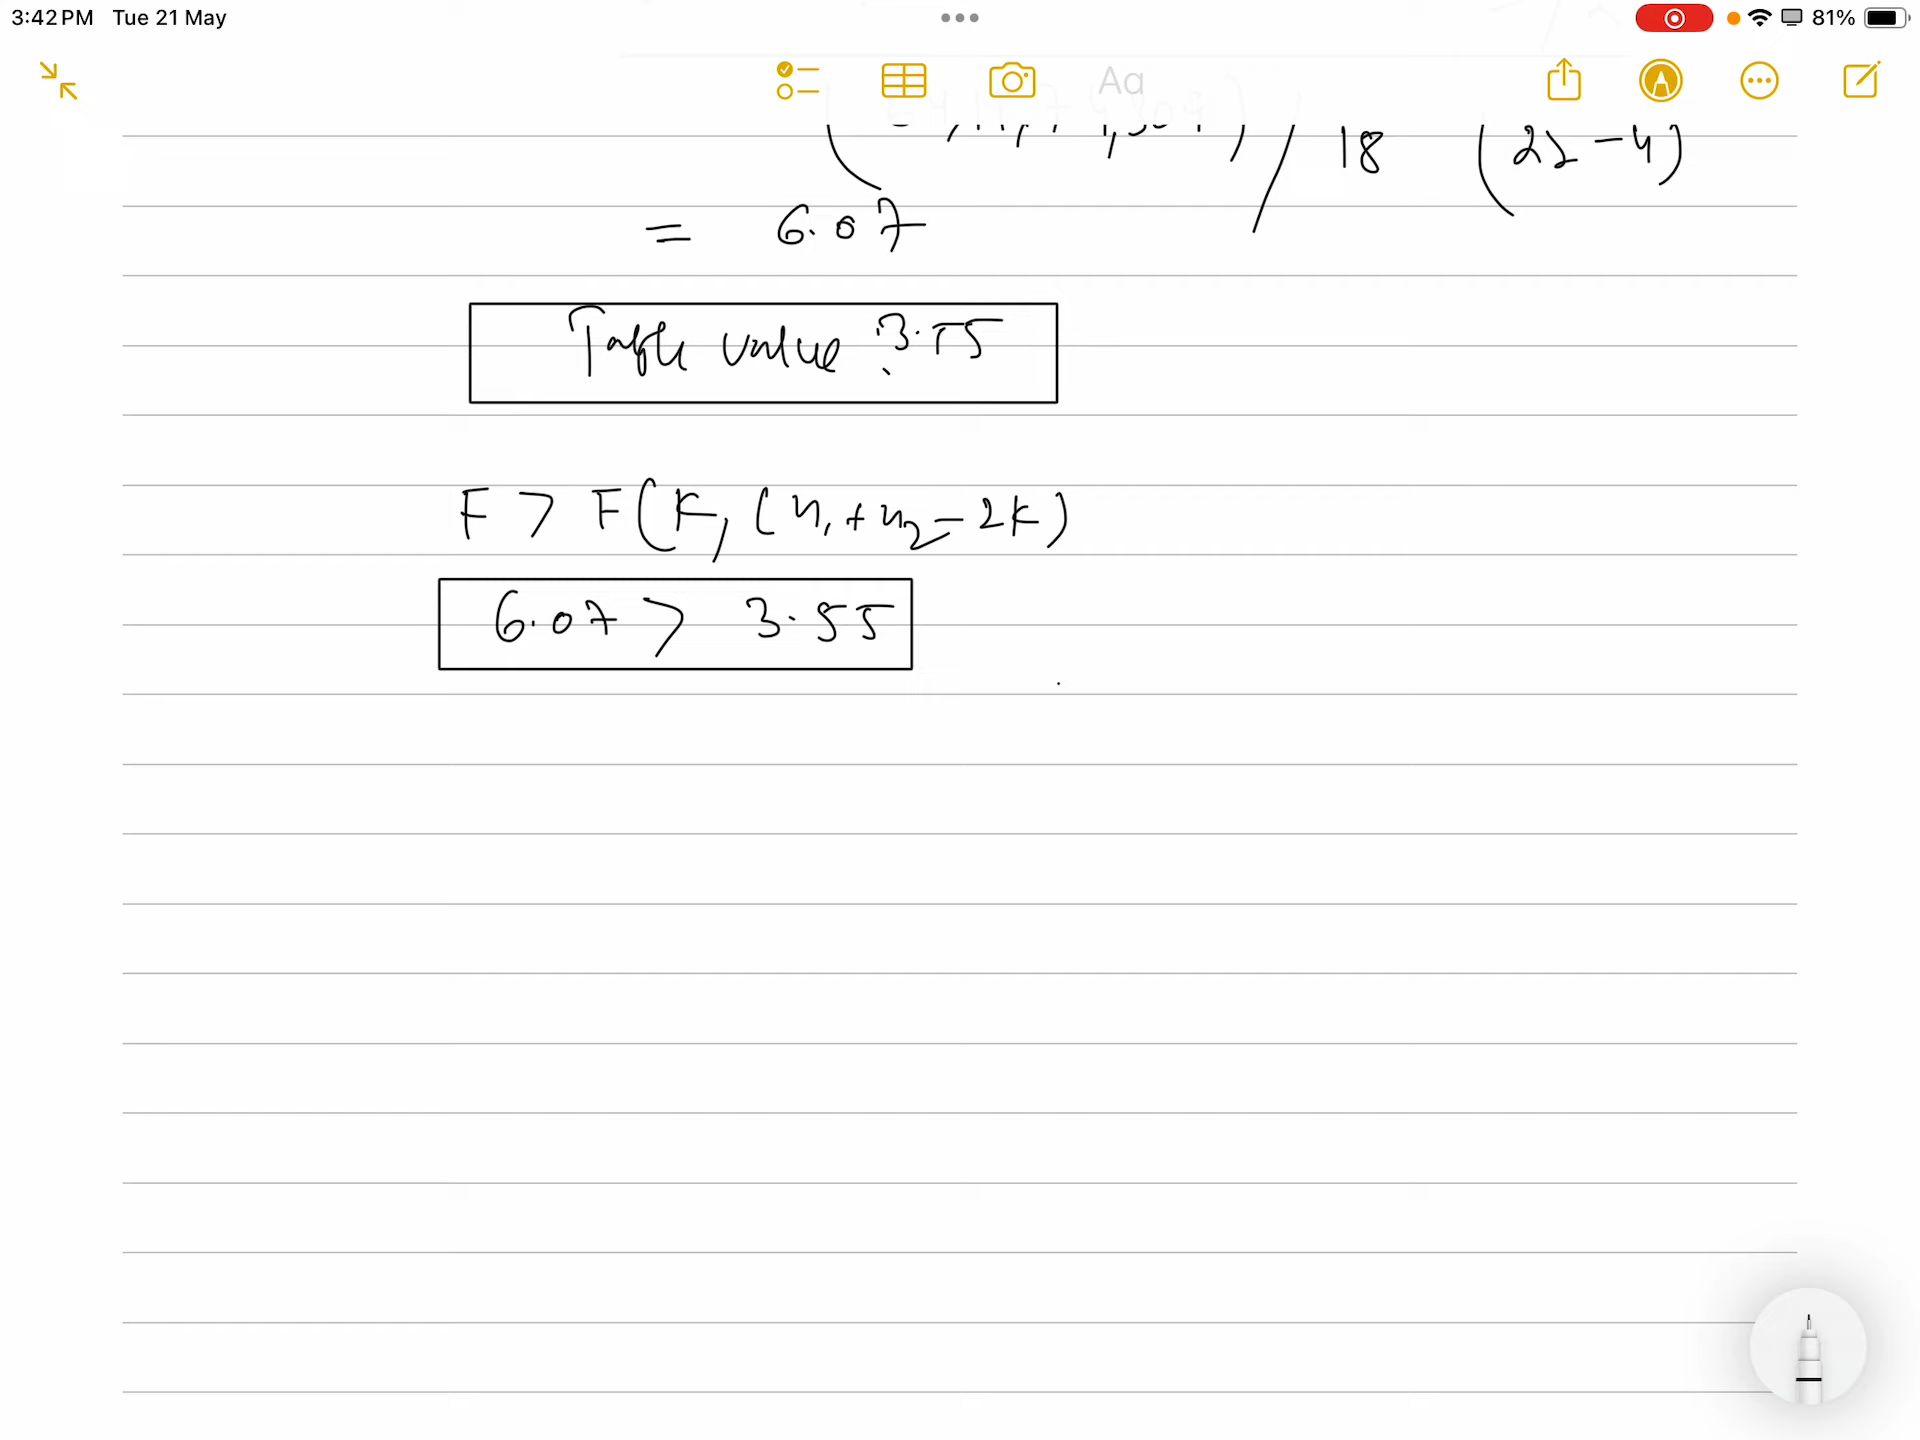 3:42 PM Tue 21 May
81%
Aa
/ 18 (22 - 4)
= 6.07
Table value : 3.55
F > F(K, (n₁ + n₂ - 2K)
6.07 > 3.55